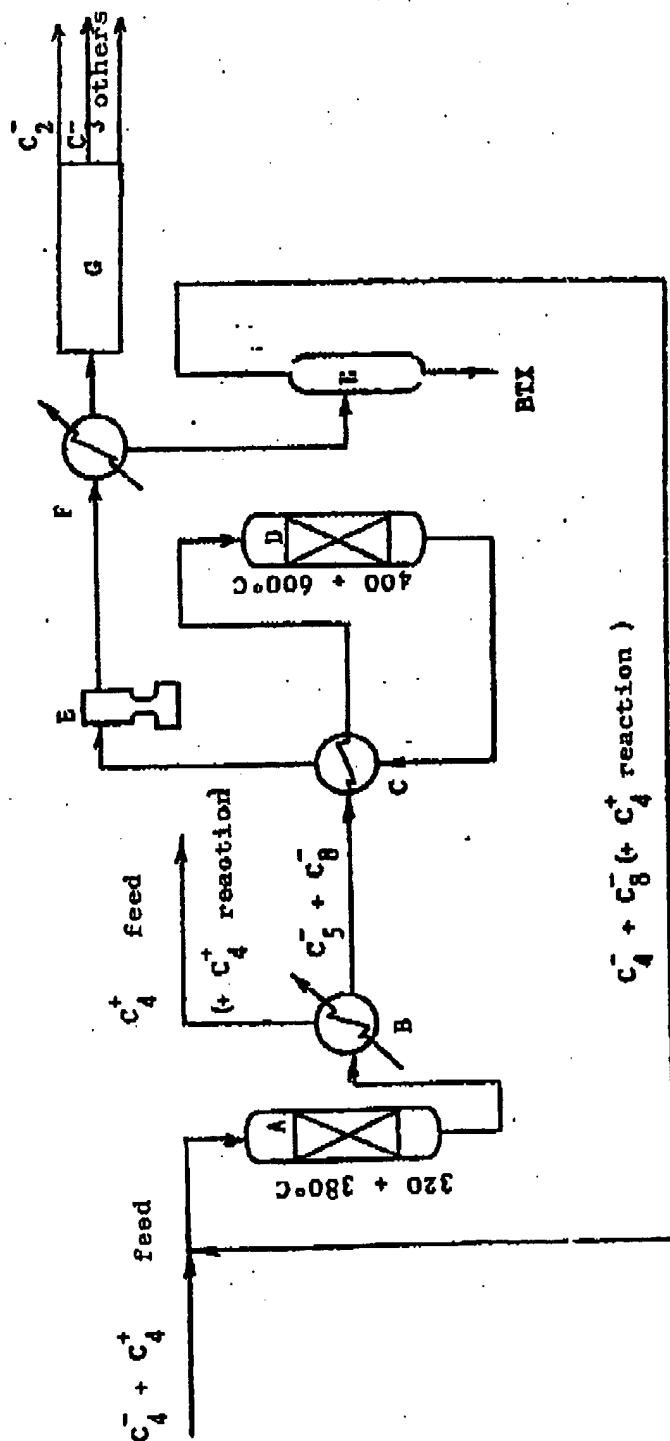 C₄⁻ + C₄⁺ feed
A
320 + 380°C
C₄⁺ feed
(+ C₄⁺ reaction)
B
C₅⁻ + C₈⁻
C
D
400 + 600°C
E
F
G
C₂⁻
C₃⁻
others
BTX
C₄⁻ + C₈⁻ (+ C₄⁺ reaction)